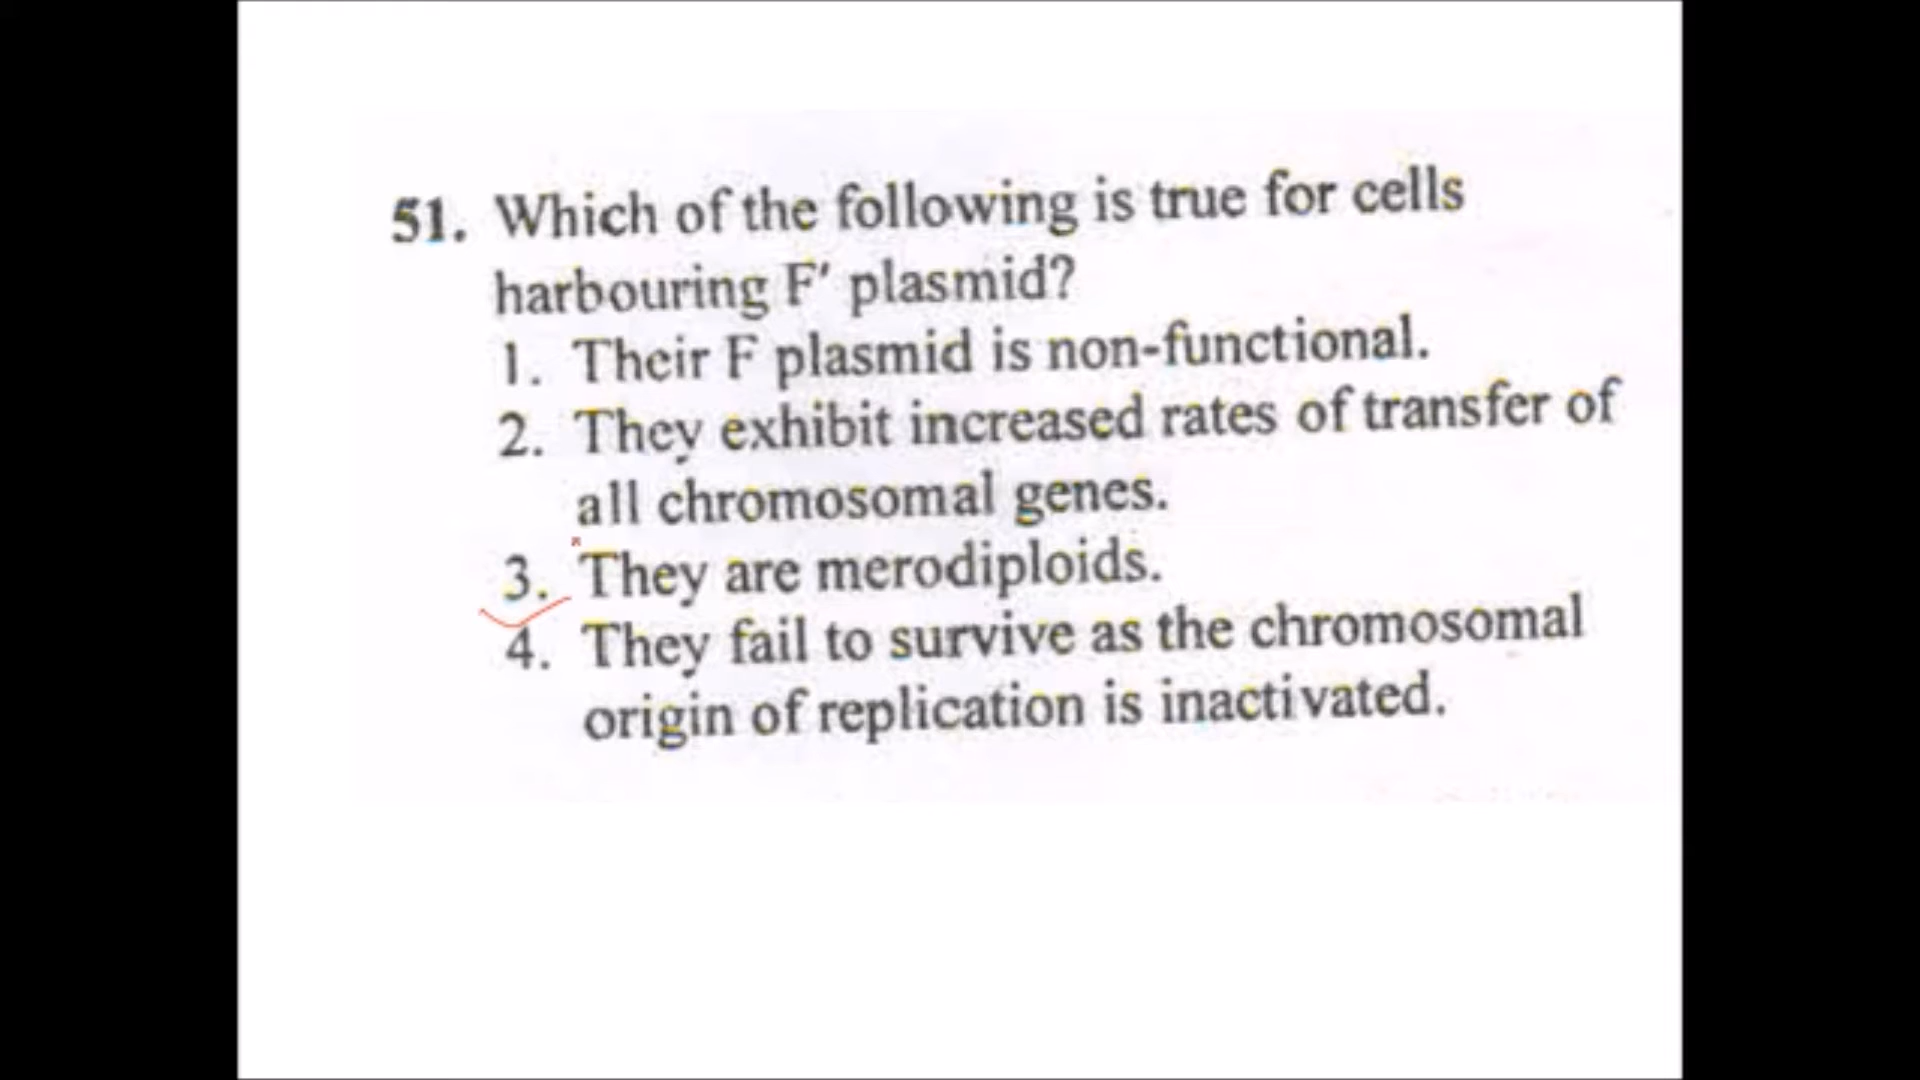 51. Which of the following is true for cells
harbouring F′ plasmid?
1. Their F plasmid is non-functional.
2. They exhibit increased rates of transfer of
all chromosomal genes.
3. They are merodiploids.
4. They fail to survive as the chromosomal
origin of replication is inactivated.